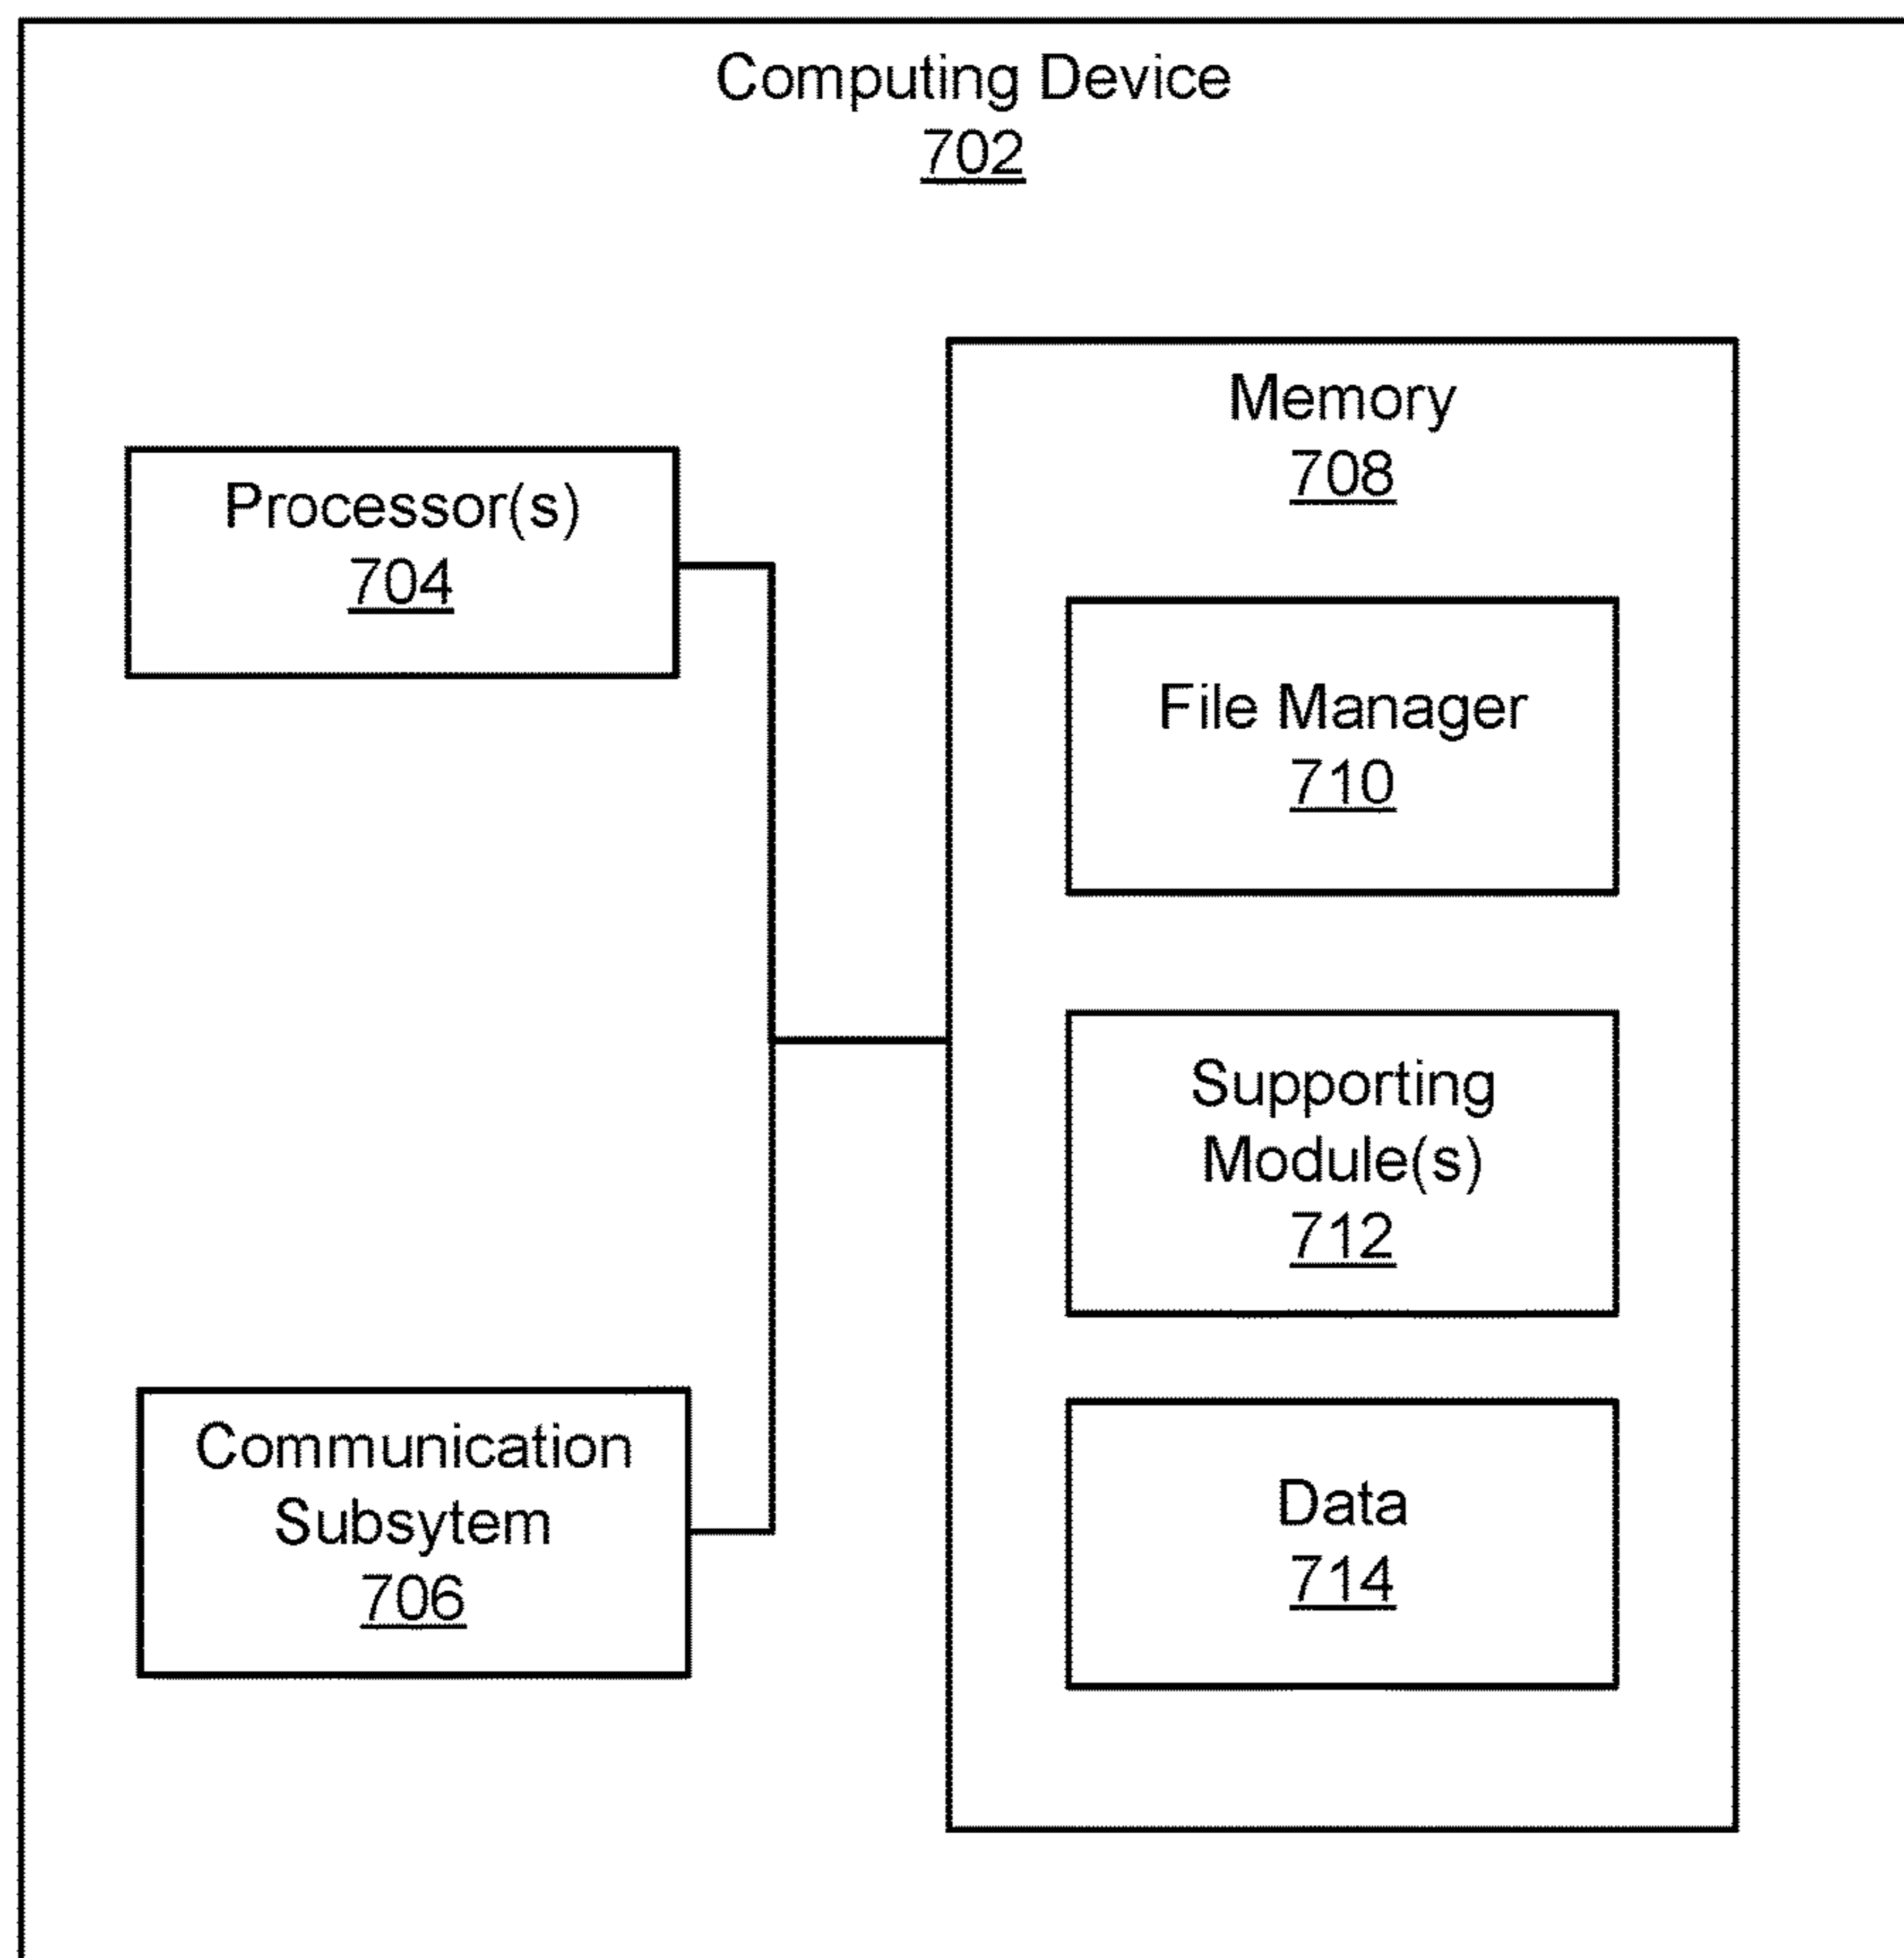 Computing Device
702
Processor(s)
704
Communication
Subsytem
706
Memory
708
File Manager
710
Supporting
Module(s)
712
Data
714